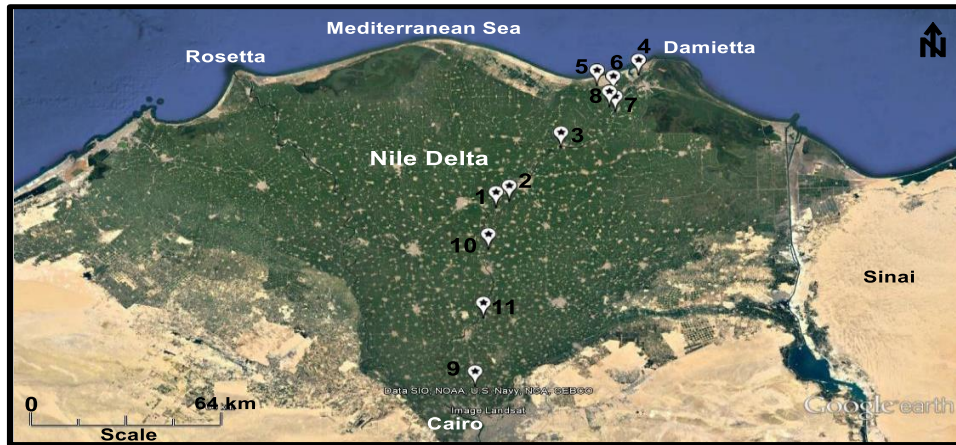 Mediterranean Sea
Rosetta
4
Damietta
N
5
6
8
7
3
Nile Delta
1
2
10
Sinai
11
9
Data SIO, NOAA, U.S. Navy, NGA, GEBCO
0
64 km
Image Landsat
Google earth
Cairo
Scale